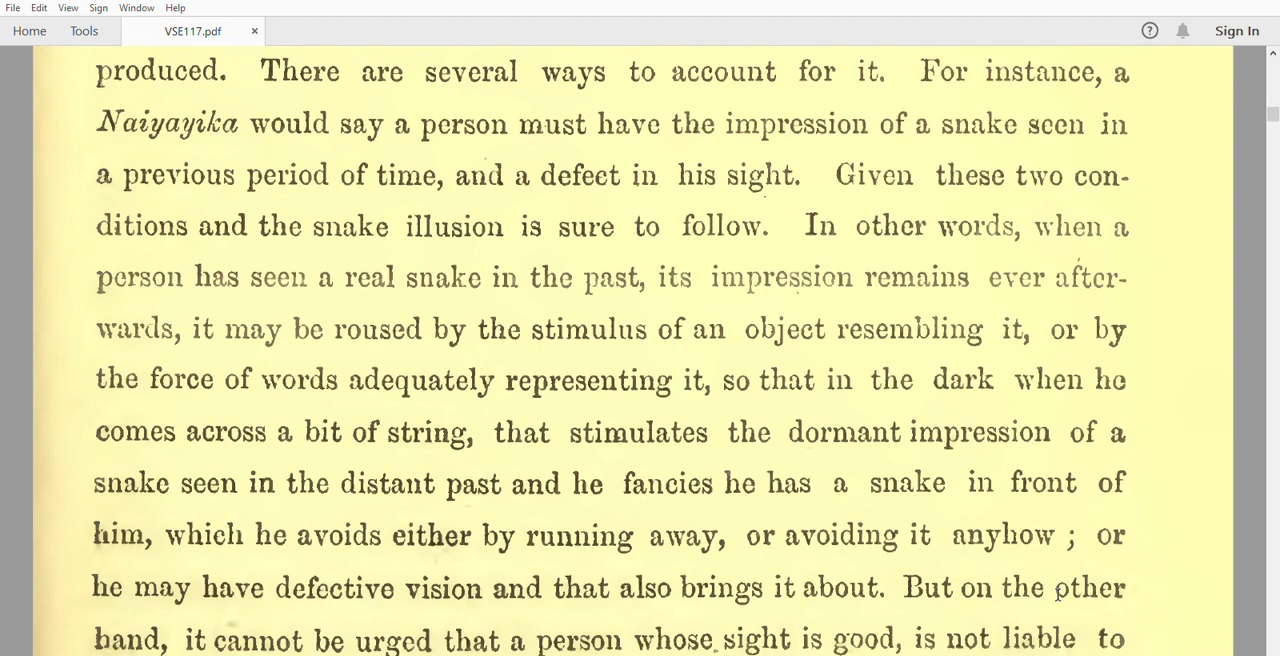 File Edit View Sign Window Help
Home Tools VSE117.pdf × ? Sign In
produced. There are several ways to account for it. For instance, a
Naiyayika would say a person must have the impression of a snake seen in
a previous period of time, and a defect in his sight. Given these two con-
ditions and the snake illusion is sure to follow. In other words, when a
person has seen a real snake in the past, its impression remains ever after-
wards, it may be roused by the stimulus of an object resembling it, or by
the force of words adequately representing it, so that in the dark when he
comes across a bit of string, that stimulates the dormant impression of a
snake seen in the distant past and he fancies he has a snake in front of
him, which he avoids either by running away, or avoiding it anyhow ; or
he may have defective vision and that also brings it about. But on the other
hand, it cannot be urged that a person whose sight is good, is not liable to